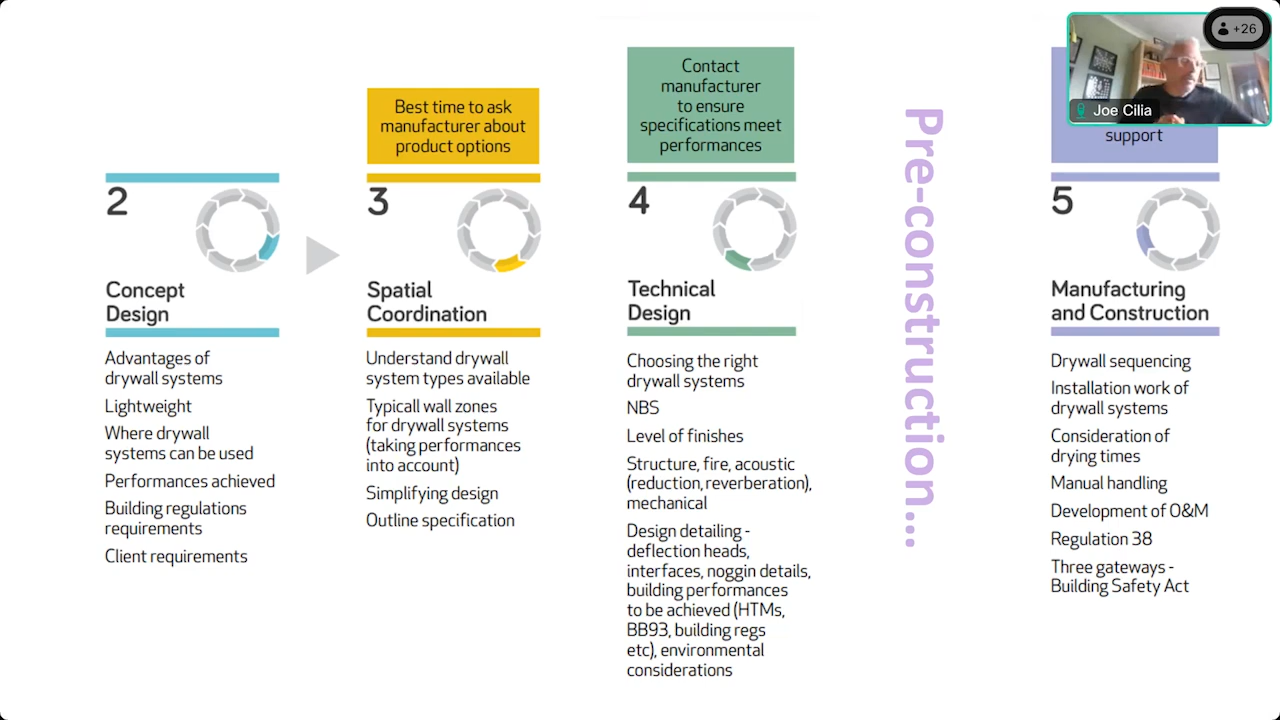 Best time to ask
manufacturer about
product options
Contact
manufacturer
to ensure
specifications meet
performances
support
+26
Joe Cilia
2
Concept
Design
Advantages of
drywall systems
Lightweight
Where drywall
systems can be used
Performances achieved
Building regulations
requirements
Client requirements
3
Spatial
Coordination
Understand drywall
system types available
Typicall wall zones
for drywall systems
(taking performances
into account)
Simplifying design
Outline specification
4
Technical
Design
Choosing the right
drywall systems
NBS
Level of finishes
Structure, fire, acoustic
(reduction, reverberation),
mechanical
Design detailing -
deflection heads,
interfaces, noggin details,
building performances
to be achieved (HTMs,
BB93, building regs
etc), environmental
considerations
Pre-construction...
5
Manufacturing
and Construction
Drywall sequencing
Installation work of
drywall systems
Consideration of
drying times
Manual handling
Development of O&M
Regulation 38
Three gateways -
Building Safety Act